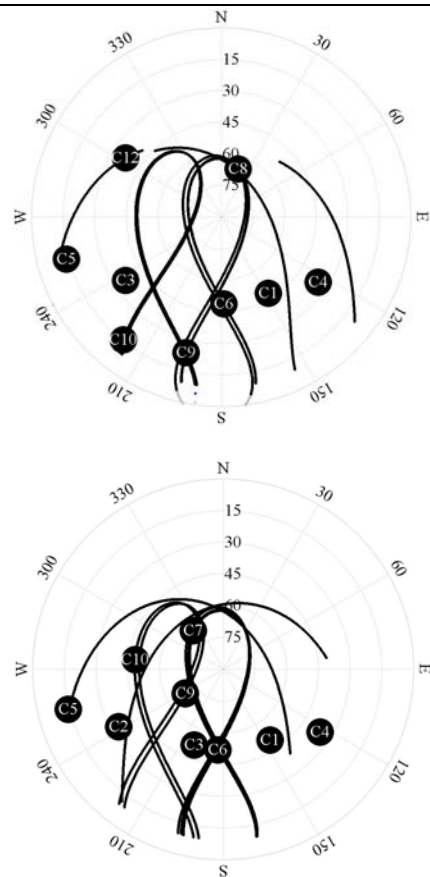 N
330 30
15
30
300 45 60
C12 60 C8
75
W E
C5
C3 C6 C1 C4
240 120
C10 C9
210 150
S
N
330 30
15
30
300 45 60
60
C7 75
W C10 E
C5 C9
C2 C3 C6 C1 C4
240 120
210 150
S